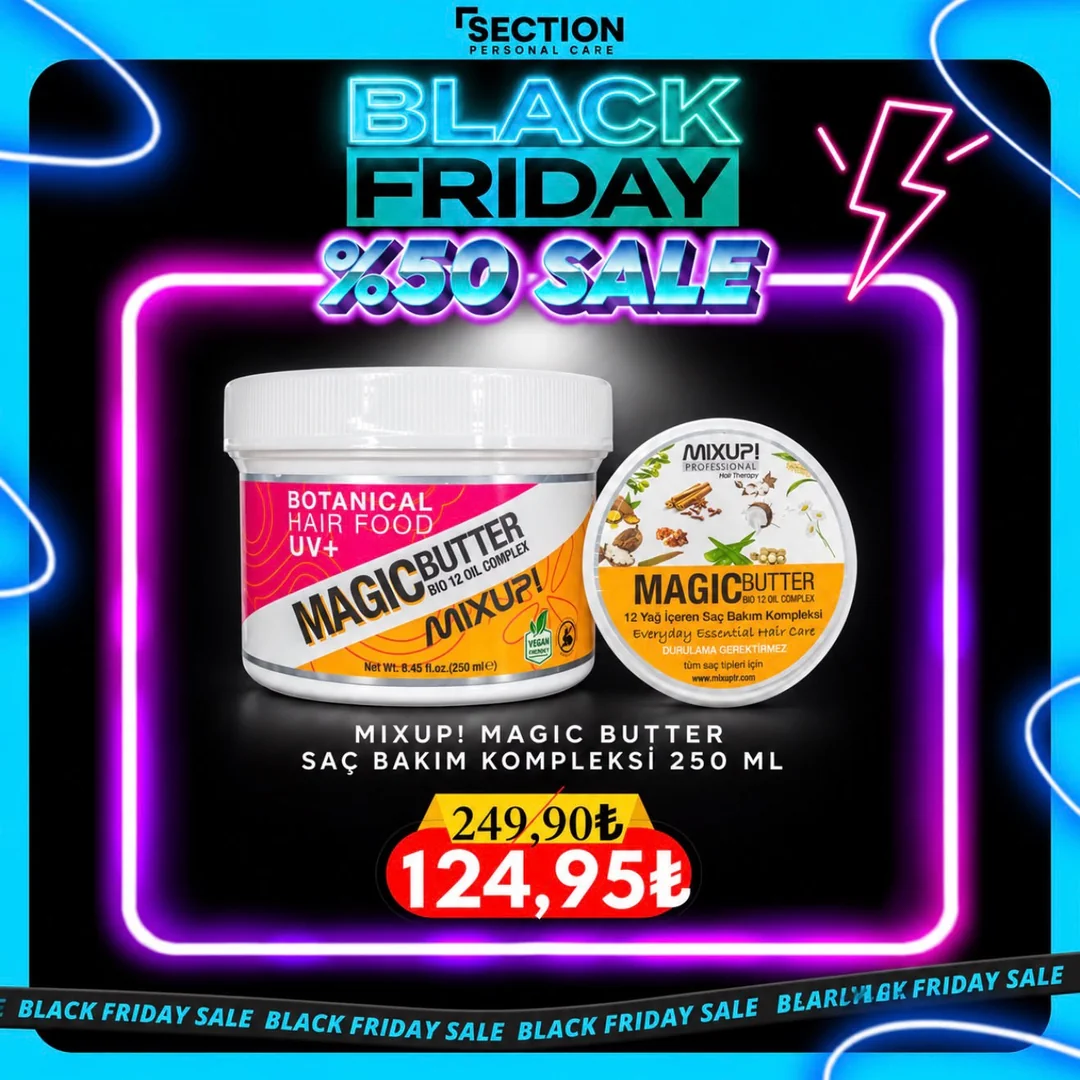 SECTION
PERSONAL CARE
BLACK
FRIDAY
%50 SALE
BOTANICAL
HAIR FOOD
UV+
MAGICBUTTER
BIO 12 OIL COMPLEX
MIXUP!
VEGAN
Net Wt. 8.45 fl.oz.(250 ml℮)
MIXUP!
PROFESSIONAL
Hair Therapy
MAGICBUTTER
BIO 12 OIL COMPLEX
12 Yağ İçeren Saç Bakım Kompleksi
Everyday Essential Hair Care
DURULAMA GEREKTİRMEZ
tüm saç tipleri için
www.mixuptr.com
MIXUP! MAGIC BUTTER
SAÇ BAKIM KOMPLEKSİ 250 ML
249,90₺
124,95₺
E BLACK FRIDAY SALE BLACK FRIDAY SALE BLACK FRIDAY SALE FRIDAY SALE